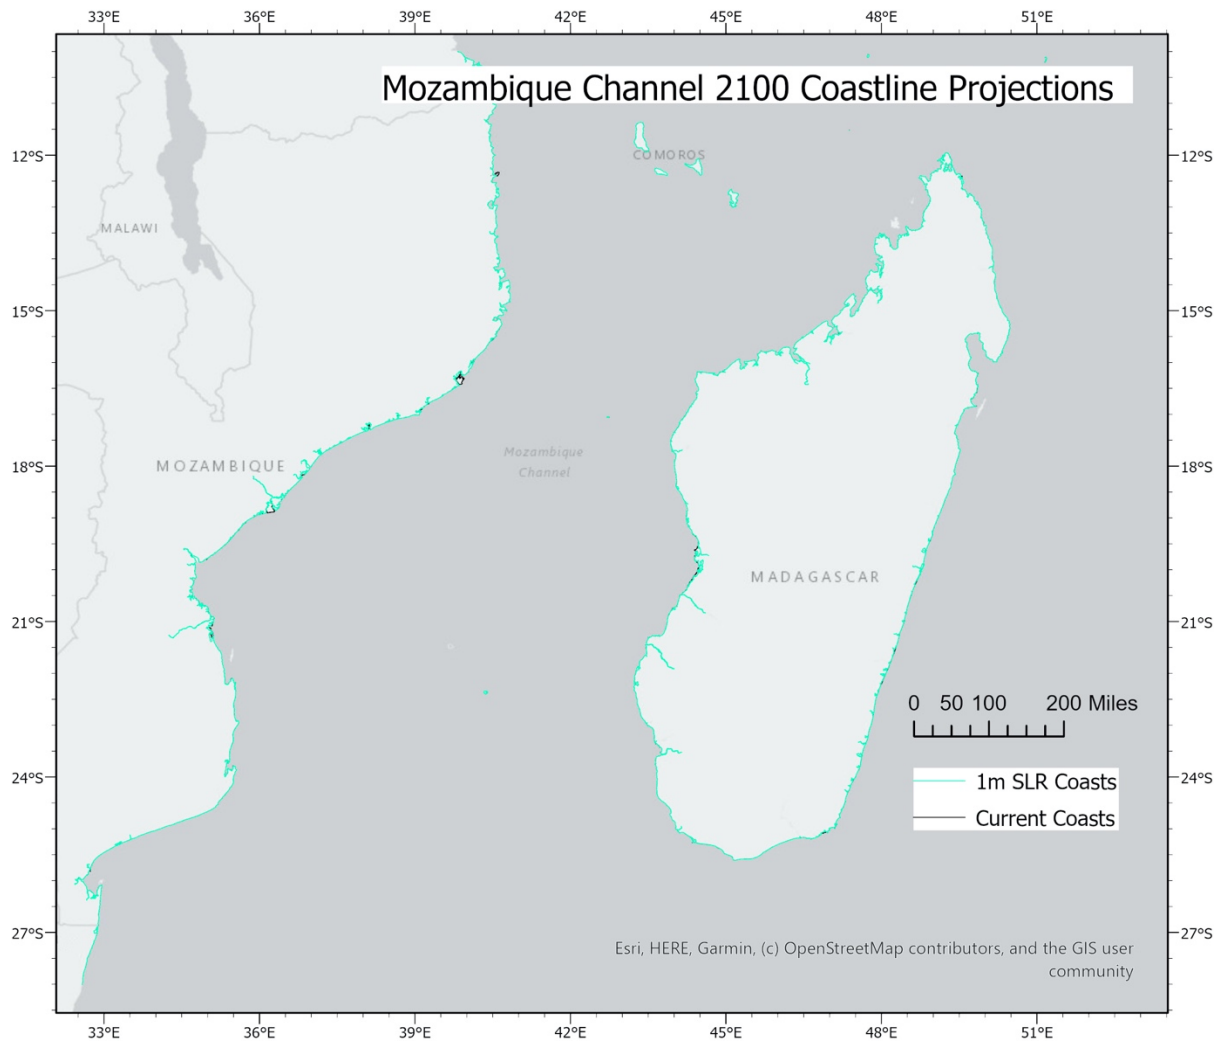 33°E 36°E 39°E 42°E 45°E 48°E 51°E
Mozambique Channel 2100 Coastline Projections
12°S COMOROS 12°S
MALAWI
15°S 15°S
Mozambique
Channel
18°S MOZAMBIQUE 18°S
MADAGASCAR
21°S 21°S
0 50 100 200 Miles
24°S 24°S
1m SLR Coasts
Current Coasts
27°S 27°S
Esri, HERE, Garmin, (c) OpenStreetMap contributors, and the GIS user
community
33°E 36°E 39°E 42°E 45°E 48°E 51°E